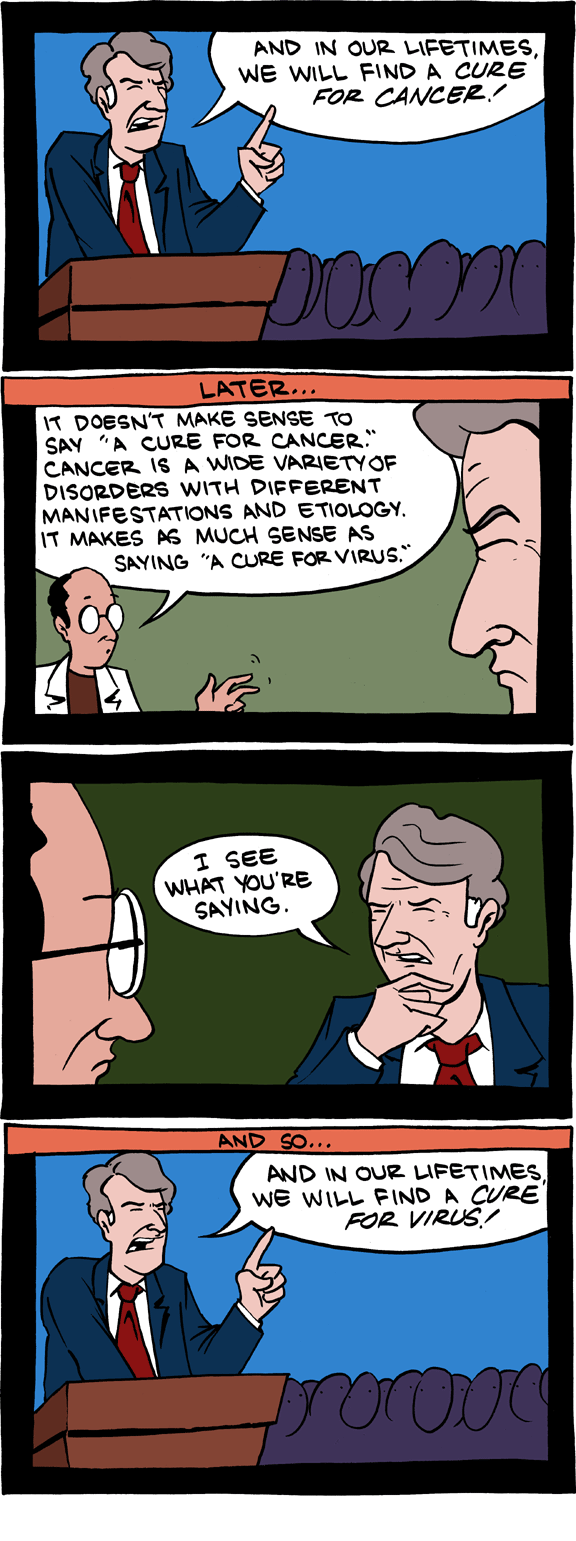 AND IN OUR LIFETIMES,
WE WILL FIND A CURE
FOR CANCER!
LATER...
IT DOESN'T MAKE SENSE TO
SAY "A CURE FOR CANCER."
CANCER IS A WIDE VARIETY OF
DISORDERS WITH DIFFERENT
MANIFESTATIONS AND ETIOLOGY.
IT MAKES AS MUCH SENSE AS
SAYING "A CURE FOR VIRUS."
I SEE
WHAT YOU'RE
SAYING.
AND SO...
AND IN OUR LIFETIMES,
WE WILL FIND A CURE
FOR VIRUS!